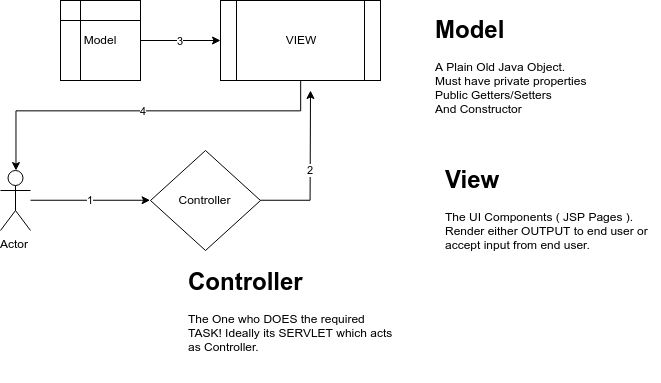 Model
3
VIEW
4
2
1
Controller
Actor
Model
A Plain Old Java Object.
Must have private properties
Public Getters/Setters
And Constructor
View
The UI Components ( JSP Pages ).
Render either OUTPUT to end user or
accept input from end user.
Controller
The One who DOES the required
TASK! Ideally its SERVLET which acts
as Controller.